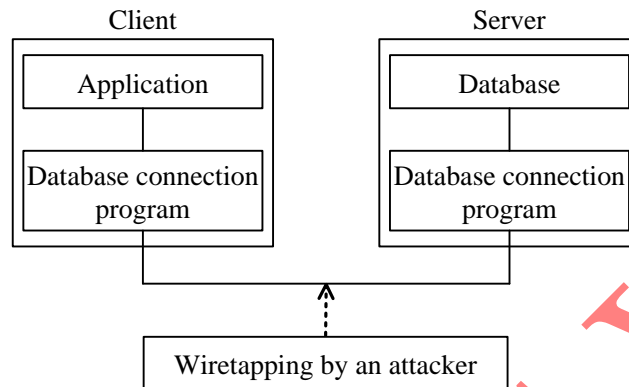 Client
Server
Application
Database
Database connection
program
Database connection
program
Wiretapping by an attacker